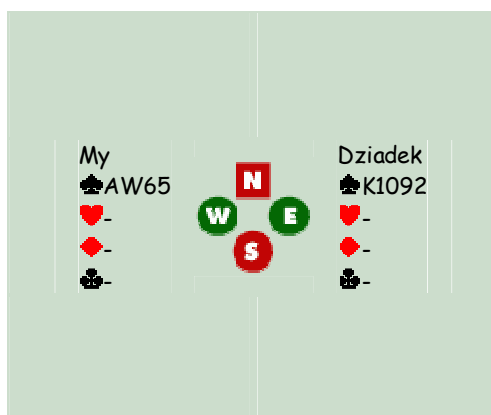 My Dziadek
♠AW65 ♠K1092
♥- ♥-
♦- ♦-
♣- ♣-
N
W E
S